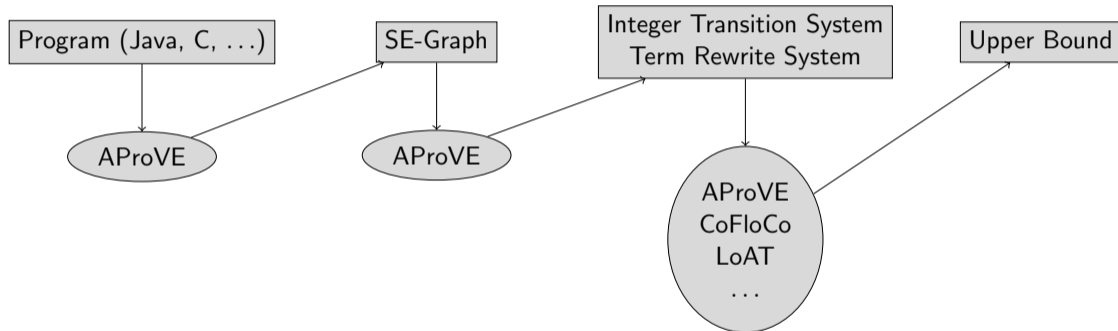 Program (Java, C, ...)
SE-Graph
Integer Transition System
Term Rewrite System
Upper Bound
AProVE
AProVE
AProVE
CoFloCo
LoAT
...